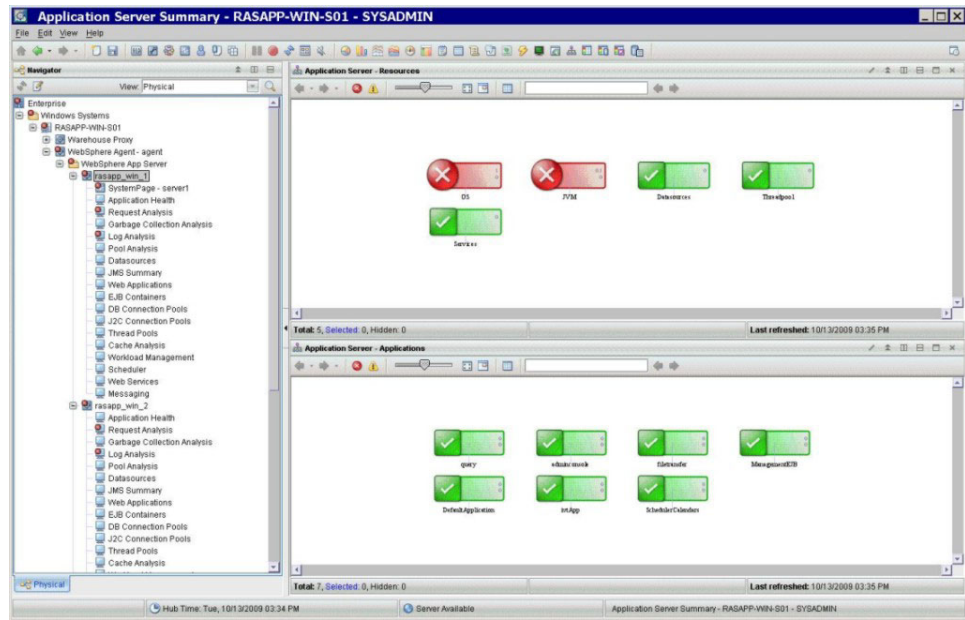 Application Server Summary - RASAPP-WIN-S01 - SYSADMIN
File Edit View Help
Navigator
View: Physical
Enterprise
Windows Systems
RASAPP-WIN-S01
Warehouse Proxy
WebSphere Agent - agent
WebSphere App Server
rasapp_win_1
SystemPage - server1
Application Health
Request Analysis
Garbage Collection Analysis
Log Analysis
Pool Analysis
Datasources
JMS Summary
Web Applications
EJB Containers
DB Connection Pools
J2C Connection Pools
Thread Pools
Cache Analysis
Workload Management
Scheduler
Web Services
Messaging
rasapp_win_2
Application Health
Request Analysis
Garbage Collection Analysis
Log Analysis
Pool Analysis
Datasources
JMS Summary
Web Applications
EJB Containers
DB Connection Pools
J2C Connection Pools
Thread Pools
Cache Analysis
Physical
Application Server - Resources
OS JVM Datasources Threadpool
Services
Total: 5, Selected: 0, Hidden: 0 Last refreshed: 10/13/2009 03:35 PM
Application Server - Applications
query filetransfer ManagementEJB
DefaultApplication ivtApp SchedulerCalendars
Total: 7, Selected: 0, Hidden: 0 Last refreshed: 10/13/2009 03:35 PM
Hub Time: Tue, 10/13/2009 03:34 PM Server Available Application Server Summary - RASAPP-WIN-S01 - SYSADMIN